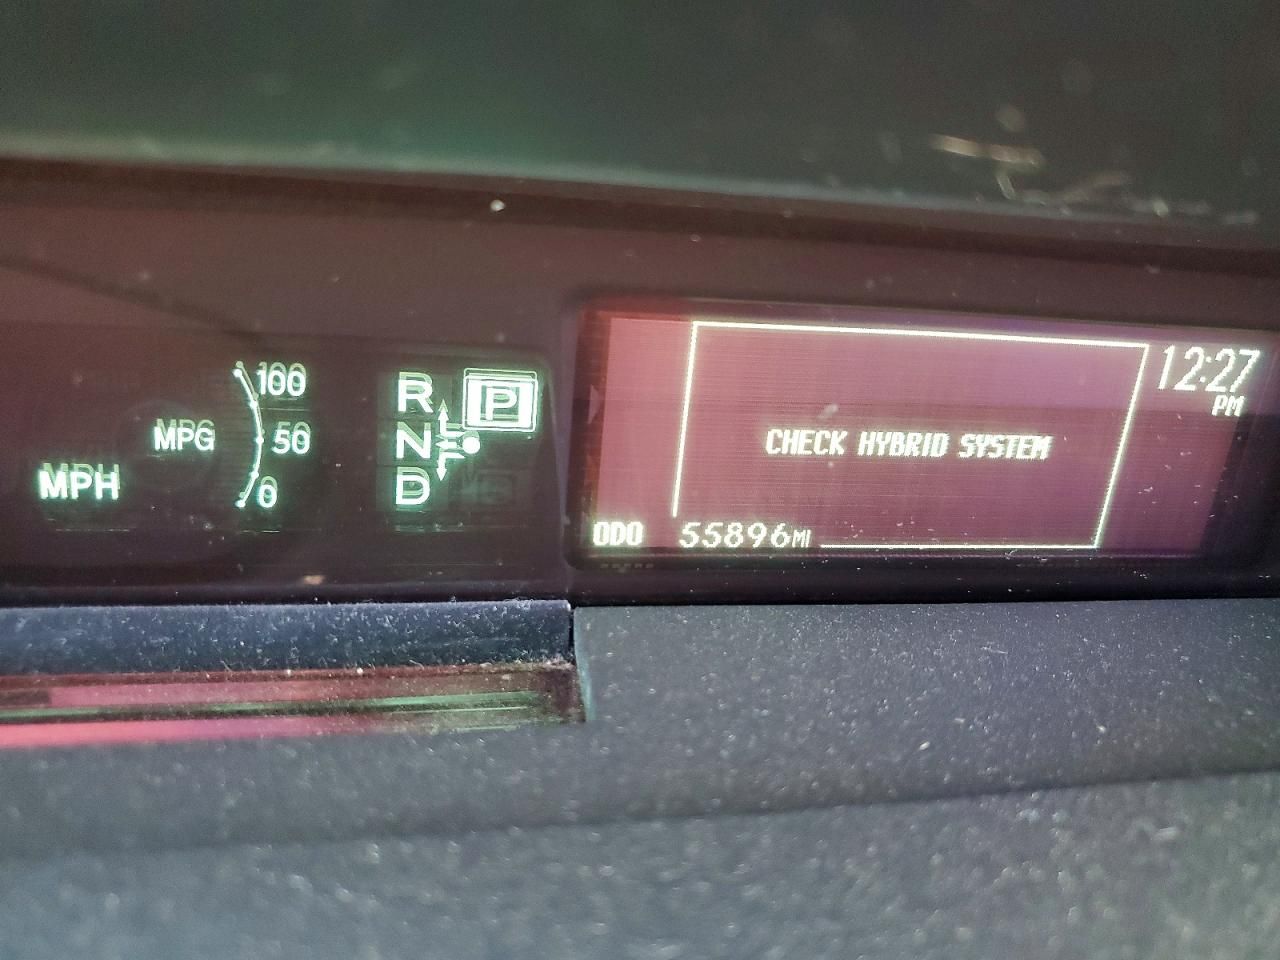 100
MPG
50
MPH
0
R
P
N
D
12:27
PM
CHECK HYBRID SYSTEM
ODO 55896MI